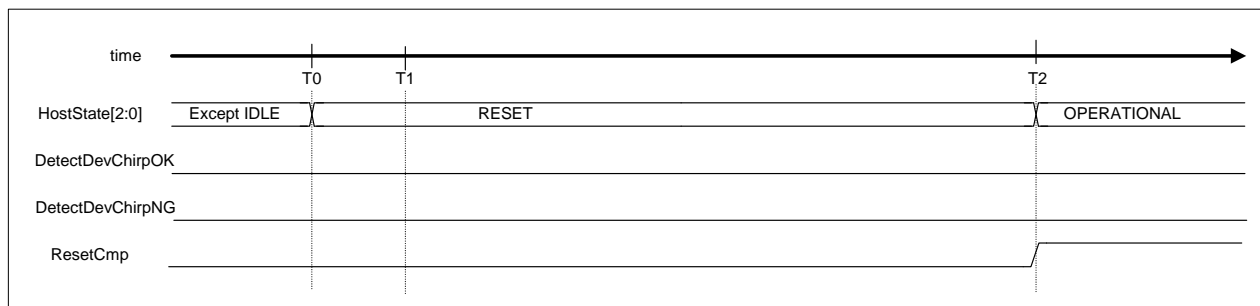 time
T0 T1 T2
HostState[2:0] Except IDLE RESET OPERATIONAL
DetectDevChirpOK
DetectDevChirpNG
ResetCmp